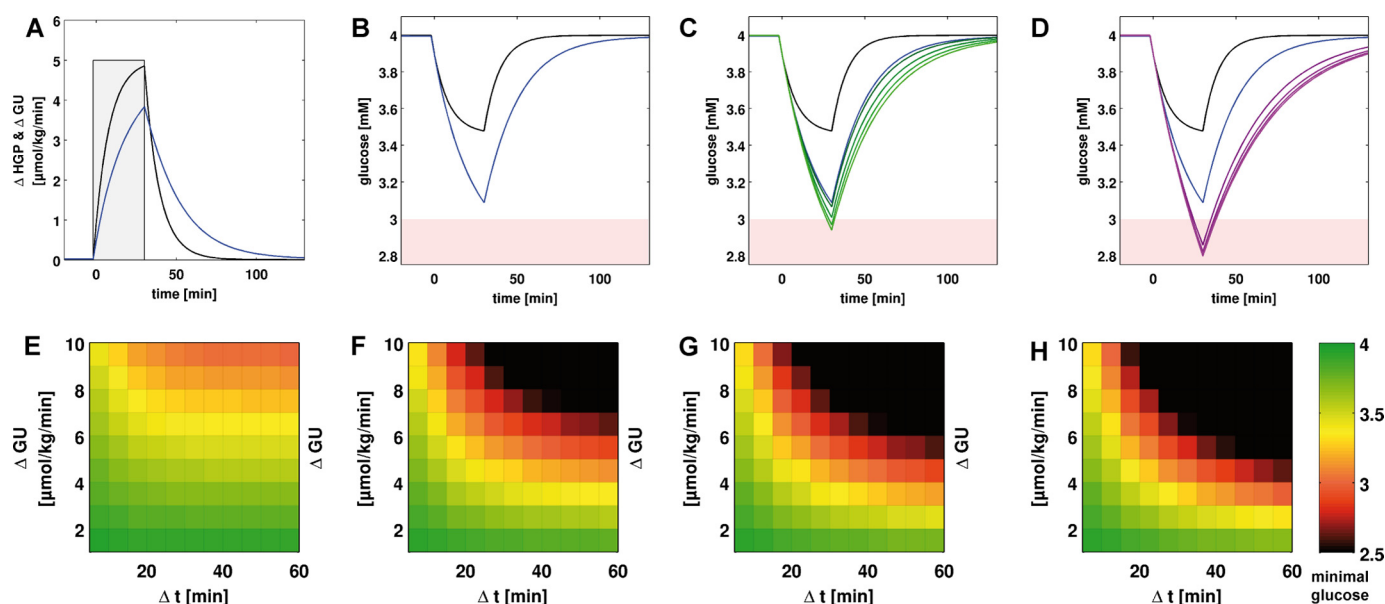 A
Δ HGP & Δ GU
[µmol/kg/min]
6
5
4
3
2
1
0
0 50 100
time [min]
B
glucose [mM]
4
3.8
3.6
3.4
3.2
3
2.8
0 50 100
time [min]
C
glucose [mM]
4
3.8
3.6
3.4
3.2
3
2.8
0 50 100
time [min]
D
glucose [mM]
4
3.8
3.6
3.4
3.2
3
2.8
0 50 100
time [min]
E
Δ GU
[µmol/kg/min]
10
8
6
4
2
20 40 60
Δ t [min]
F
Δ GU
[µmol/kg/min]
10
8
6
4
2
20 40 60
Δ t [min]
G
Δ GU
[µmol/kg/min]
10
8
6
4
2
20 40 60
Δ t [min]
H
Δ GU
[µmol/kg/min]
10
8
6
4
2
20 40 60
Δ t [min]
4
3.5
3
2.5
minimal
glucose